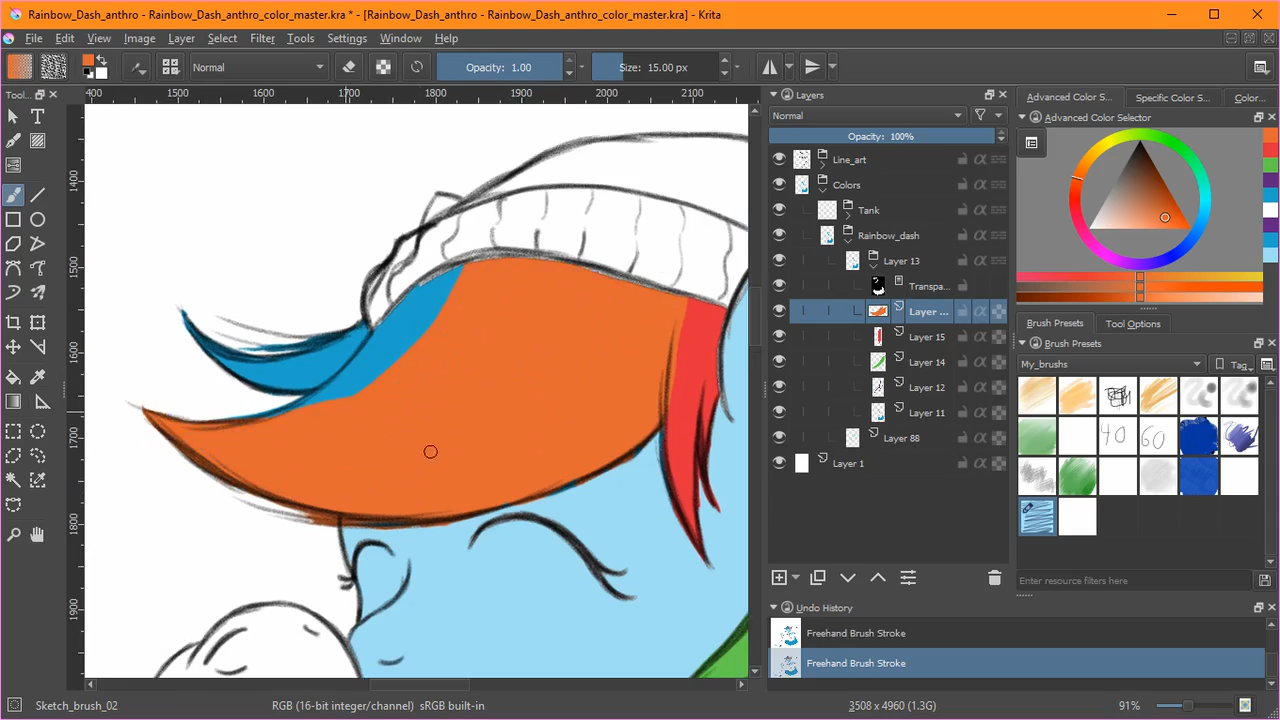 Rainbow_Dash_anthro - Rainbow_Dash_anthro_color_master.kra * - [Rainbow_Dash_anthro - Rainbow_Dash_anthro_color_master.kra] - Krita
File Edit View Image Layer Select Filter Tools Settings Window Help
Normal Opacity: 1.00 Size: 15.00 px
Tool...
400 1500 1600 1700 1800 1900 2000 2100
1400
1500
1600
1700
1800
1900
Layers
Normal
Opacity: 100%
Line_art
Colors
Tank
Rainbow_dash
Layer 13
Transpa...
Layer ...
Layer 15
Layer 14
Layer 12
Layer 11
Layer 88
Layer 1
Undo History
Freehand Brush Stroke
Freehand Brush Stroke
Advanced Color S... Specific Color S... Color...
Advanced Color Selector
Brush Presets Tool Options
Brush Presets
My_brushes Tag
40 60
Enter resource filters here
Sketch_brush_02 RGB (16-bit integer/channel) sRGB built-in 3508 x 4960 (1.3G) 91%